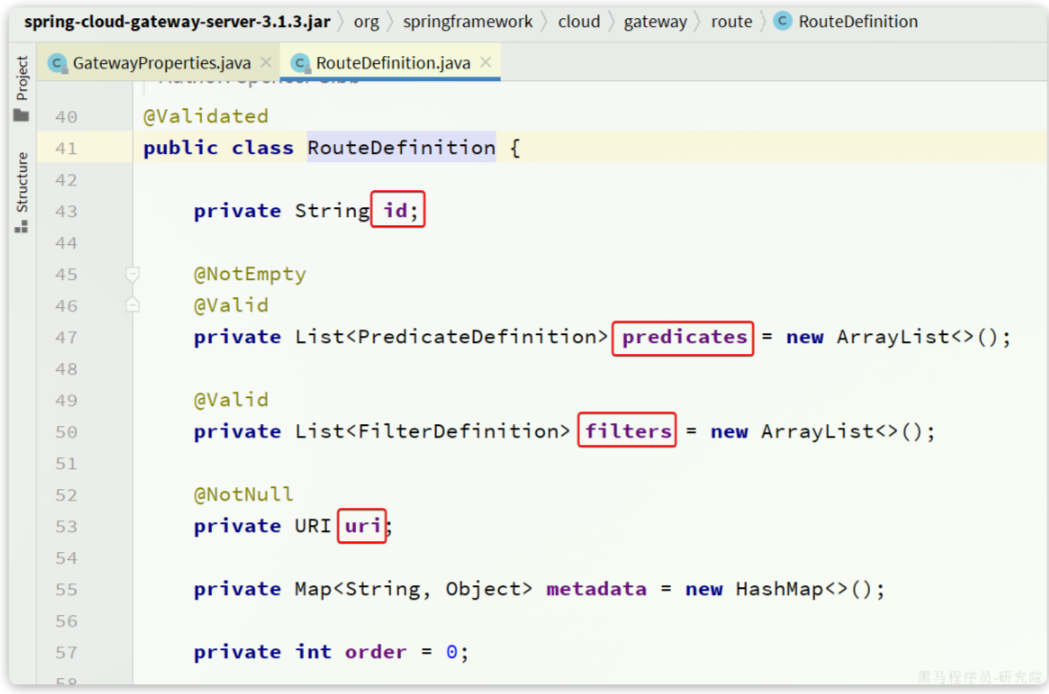 spring-cloud-gateway-server-3.1.3.jar org springframework cloud gateway route C RouteDefinition
Project
Structure
C GatewayProperties.java × C RouteDefinition.java ×
40 @Validated
41 public class RouteDefinition {
42
43 private String id;
44
45 @NotEmpty
46 @Valid
47 private List<PredicateDefinition> predicates = new ArrayList<>();
48
49 @Valid
50 private List<FilterDefinition> filters = new ArrayList<>();
51
52 @NotNull
53 private URI uri;
54
55 private Map<String, Object> metadata = new HashMap<>();
56
57 private int order = 0;
58
黑马程序员-研究院